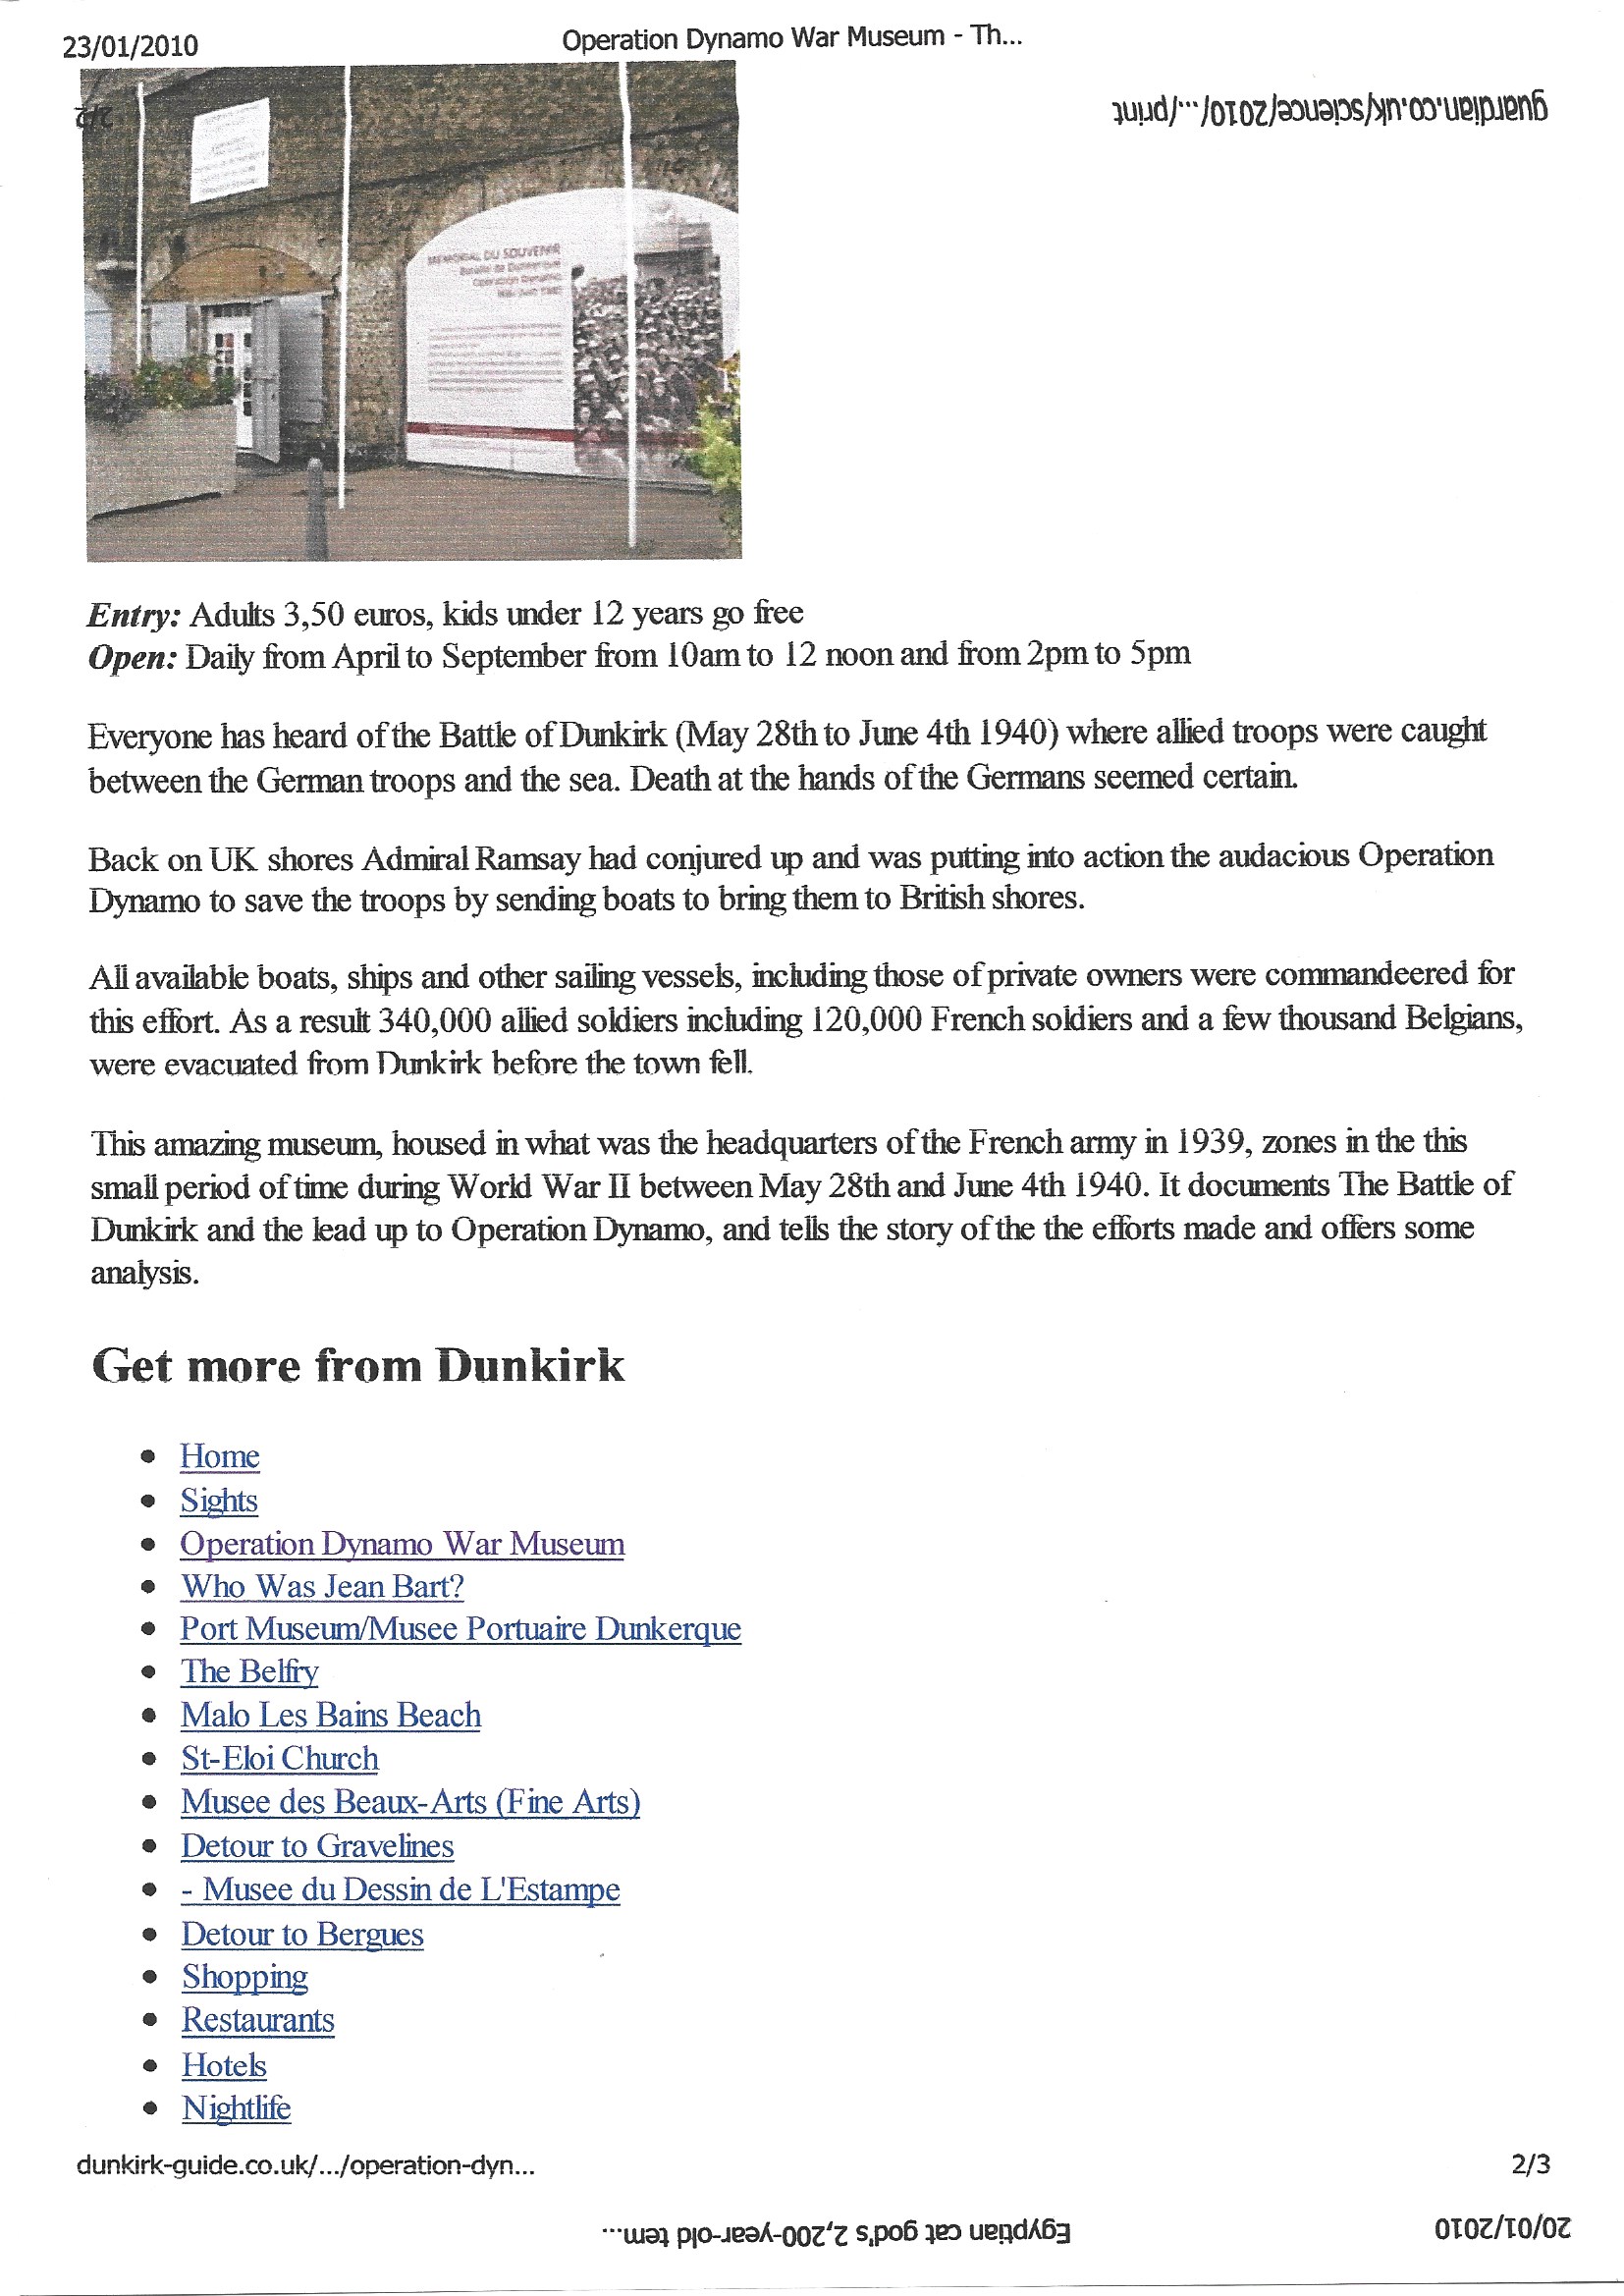 23/01/2010
Operation Dynamo War Museum - Th...
guardian.co.uk/science/2010/.../print
2/2
MEMORIAL DU SOUVENIR
Entry: Adults 3,50 euros, kids under 12 years go free
Open: Daily from April to September from 10am to 12 noon and from 2pm to 5pm
Everyone has heard of the Battle of Dunkirk (May 28th to June 4th 1940) where allied troops were caught
between the German troops and the sea. Death at the hands of the Germans seemed certain.
Back on UK shores Admiral Ramsay had conjured up and was putting into action the audacious Operation
Dynamo to save the troops by sending boats to bring them to British shores.
All available boats, ships and other sailing vessels, including those of private owners were commandeered for
this effort. As a result 340,000 allied soldiers including 120,000 French soldiers and a few thousand Belgians,
were evacuated from Dunkirk before the town fell.
This amazing museum, housed in what was the headquarters of the French army in 1939, zones in the this
small period of time during World War II between May 28th and June 4th 1940. It documents The Battle of
Dunkirk and the lead up to Operation Dynamo, and tells the story of the the efforts made and offers some
analysis.
Get more from Dunkirk
• Home
• Sights
• Operation Dynamo War Museum
• Who Was Jean Bart?
• Port Museum/Musee Portuaire Dunkerque
• The Belfry
• Malo Les Bains Beach
• St-Eloi Church
• Musee des Beaux-Arts (Fine Arts)
• Detour to Gravelines
• - Musee du Dessin de L'Estampe
• Detour to Bergues
• Shopping
• Restaurants
• Hotels
• Nightlife
dunkirk-guide.co.uk/.../operation-dyn...
2/3
Egyptian cat god's 2,200-year-old tem...
20/01/2010